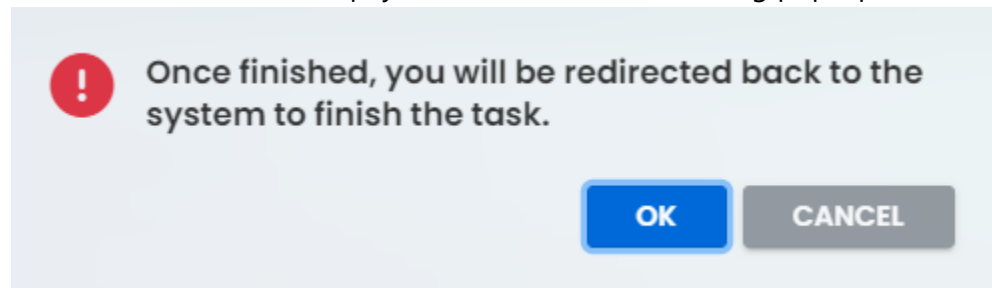 Once finished, you will be redirected back to the
system to finish the task.
OK
CANCEL